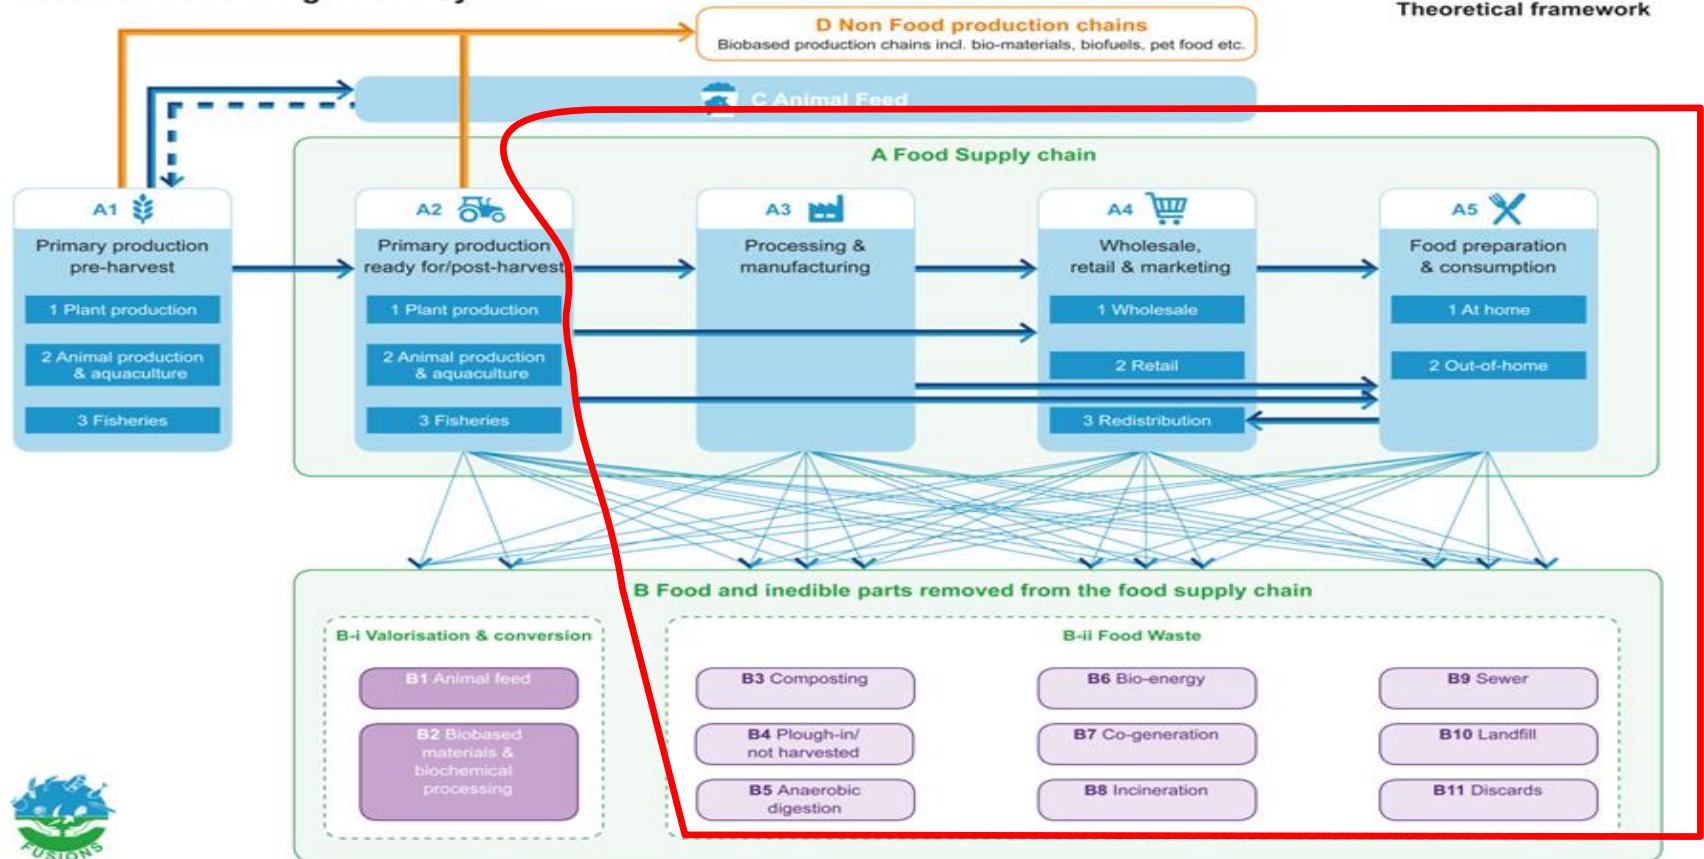 Theoretical framework
D Non Food production chains
Biobased production chains incl. bio-materials, biofuels, pet food etc.
C Animal Feed
A Food Supply chain
A1
Primary production
pre-harvest
1 Plant production
2 Animal production
& aquaculture
3 Fisheries
A2
Primary production
ready for/post-harvest
1 Plant production
2 Animal production
& aquaculture
3 Fisheries
A3
Processing &
manufacturing
A4
Wholesale,
retail & marketing
1 Wholesale
2 Retail
3 Redistribution
A5
Food preparation
& consumption
1 At home
2 Out-of-home
B Food and inedible parts removed from the food supply chain
B-i Valorisation & conversion
B1 Animal feed
B2 Biobased
materials &
biochemical
processing
B-ii Food Waste
B3 Composting
B4 Plough-in/
not harvested
B5 Anaerobic
digestion
B6 Bio-energy
B7 Co-generation
B8 Incineration
B9 Sewer
B10 Landfill
B11 Discards
FUSIONS